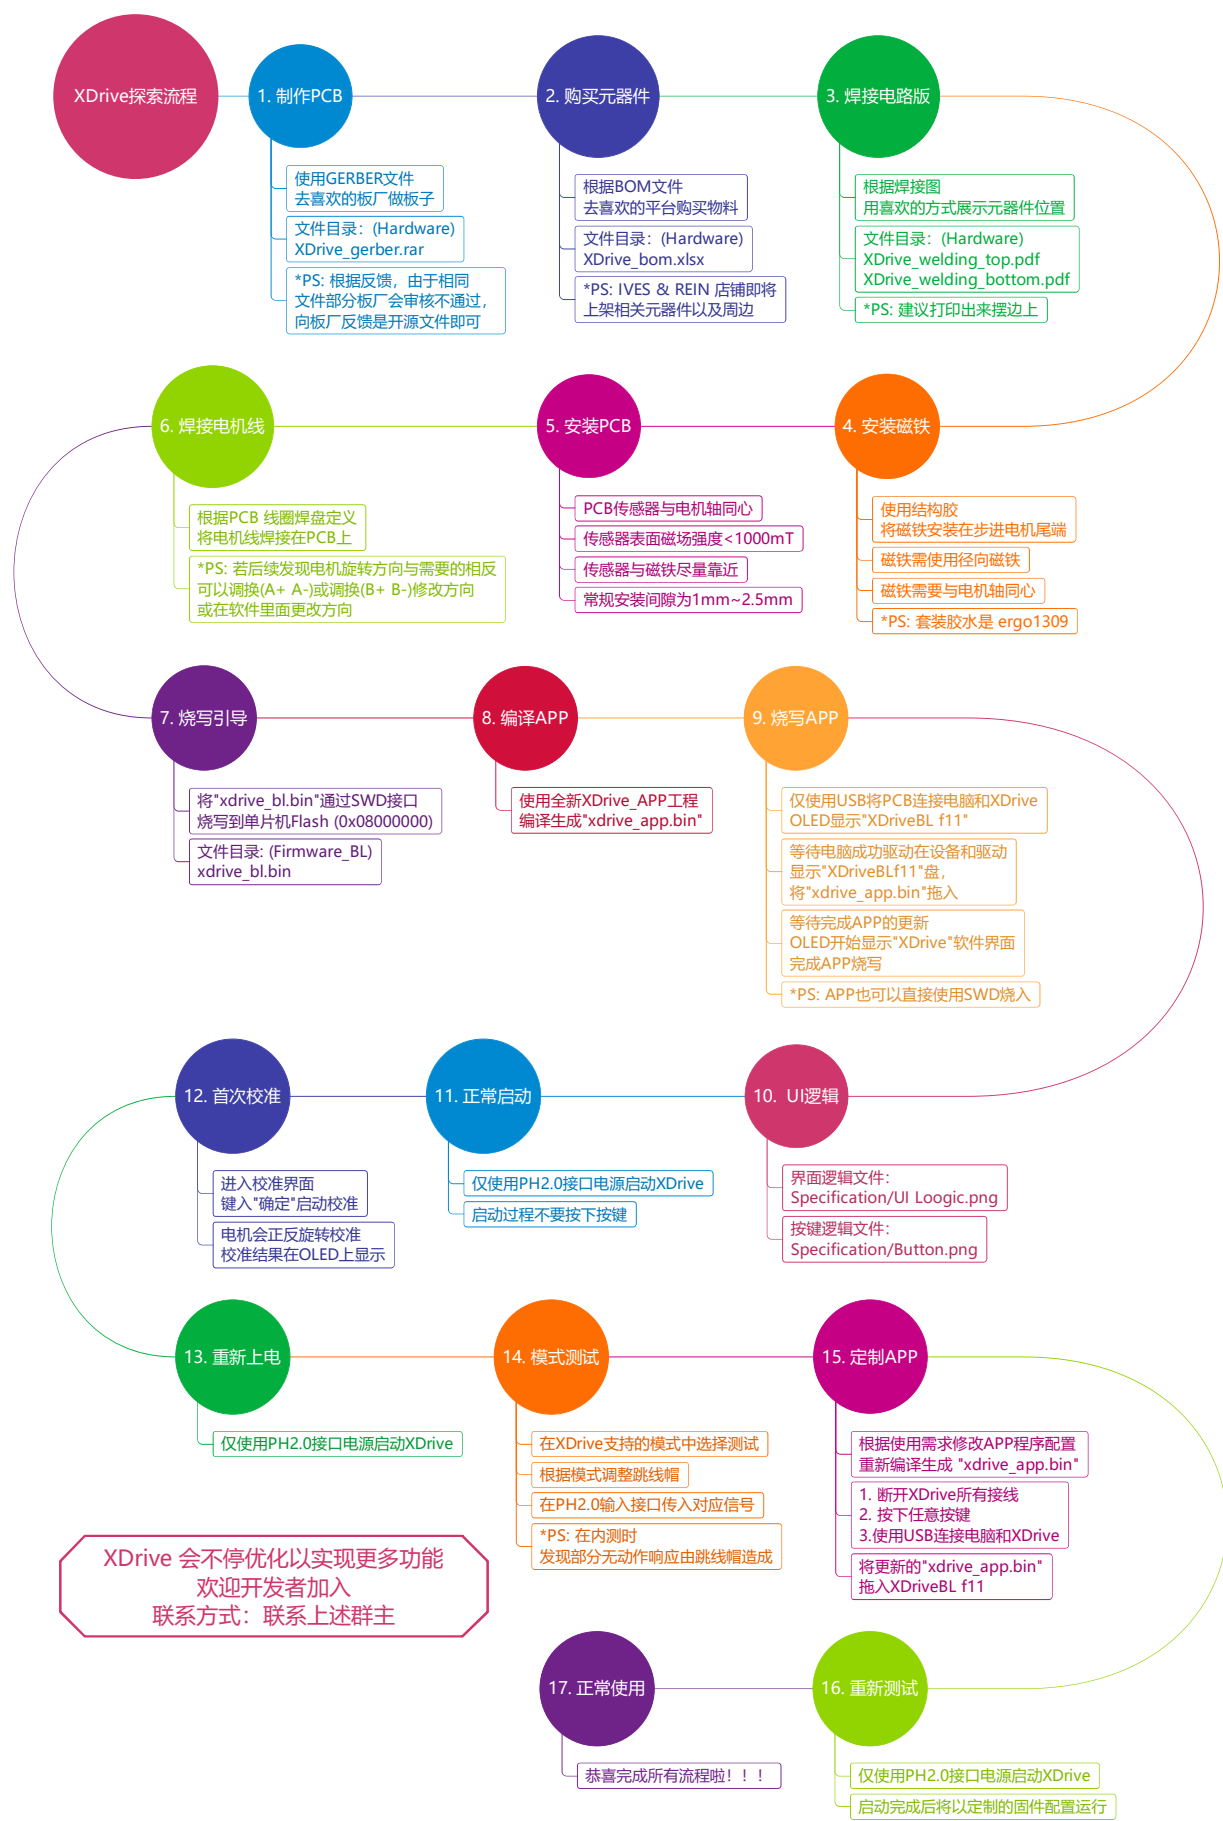 XDrive探索流程
1. 制作PCB
使用GERBER文件
去喜欢的板厂做板子
文件目录：(Hardware)
XDrive_gerber.rar
*PS: 根据反馈，由于相同
文件部分板厂会审核不通过，
向板厂反馈是开源文件即可
2. 购买元器件
根据BOM文件
去喜欢的平台购买物料
文件目录：(Hardware)
XDrive_bom.xlsx
*PS: IVES & REIN 店铺即将
上架相关元器件以及周边
3. 焊接电路版
根据焊接图
用喜欢的方式展示元器件位置
文件目录：(Hardware)
XDrive_welding_top.pdf
XDrive_welding_bottom.pdf
*PS: 建议打印出来摆边上
4. 安装磁铁
使用结构胶
将磁铁安装在步进电机尾端
磁铁需使用径向磁铁
磁铁需要与电机轴同心
*PS: 套装胶水是 ergo1309
5. 安装PCB
PCB传感器与电机轴同心
传感器表面磁场强度<1000mT
传感器与磁铁尽量靠近
常规安装间隙为1mm~2.5mm
6. 焊接电机线
根据PCB 线圈焊盘定义
将电机线焊接在PCB上
*PS: 若后续发现电机旋转方向与需要的相反
可以调换(A+ A-)或调换(B+ B-)修改方向
或在软件里面更改方向
7. 烧写引导
将"xdrive_bl.bin"通过SWD接口
烧写到单片机Flash (0x08000000)
文件目录: (Firmware_BL)
xdrive_bl.bin
8. 编译APP
使用全新XDrive_APP工程
编译生成"xdrive_app.bin"
9. 烧写APP
仅使用USB将PCB连接电脑和XDrive
OLED显示"XDriveBL f11"
等待电脑成功驱动在设备和驱动
显示"XDriveBLf11"盘，
将"xdrive_app.bin"拖入
等待完成APP的更新
OLED开始显示"XDrive"软件界面
完成APP烧写
*PS: APP也可以直接使用SWD烧入
10. UI逻辑
界面逻辑文件：
Specification/UI Loogic.png
按键逻辑文件：
Specification/Button.png
11. 正常启动
仅使用PH2.0接口电源启动XDrive
启动过程不要按下按键
12. 首次校准
进入校准界面
键入"确定"启动校准
电机会正反旋转校准
校准结果在OLED上显示
13. 重新上电
仅使用PH2.0接口电源启动XDrive
14. 模式测试
在XDrive支持的模式中选择测试
根据模式调整跳线帽
在PH2.0输入接口传入对应信号
*PS: 在内测时
发现部分无动作响应由跳线帽造成
15. 定制APP
根据使用需求修改APP程序配置
重新编译生成 "xdrive_app.bin"
1. 断开XDrive所有接线
2. 按下任意按键
3.使用USB连接电脑和XDrive
将更新的"xdrive_app.bin"
拖入XDriveBL f11
XDrive 会不停优化以实现更多功能
欢迎开发者加入
联系方式：联系上述群主
16. 重新测试
仅使用PH2.0接口电源启动XDrive
启动完成后将以定制的固件配置运行
17. 正常使用
恭喜完成所有流程啦！！！